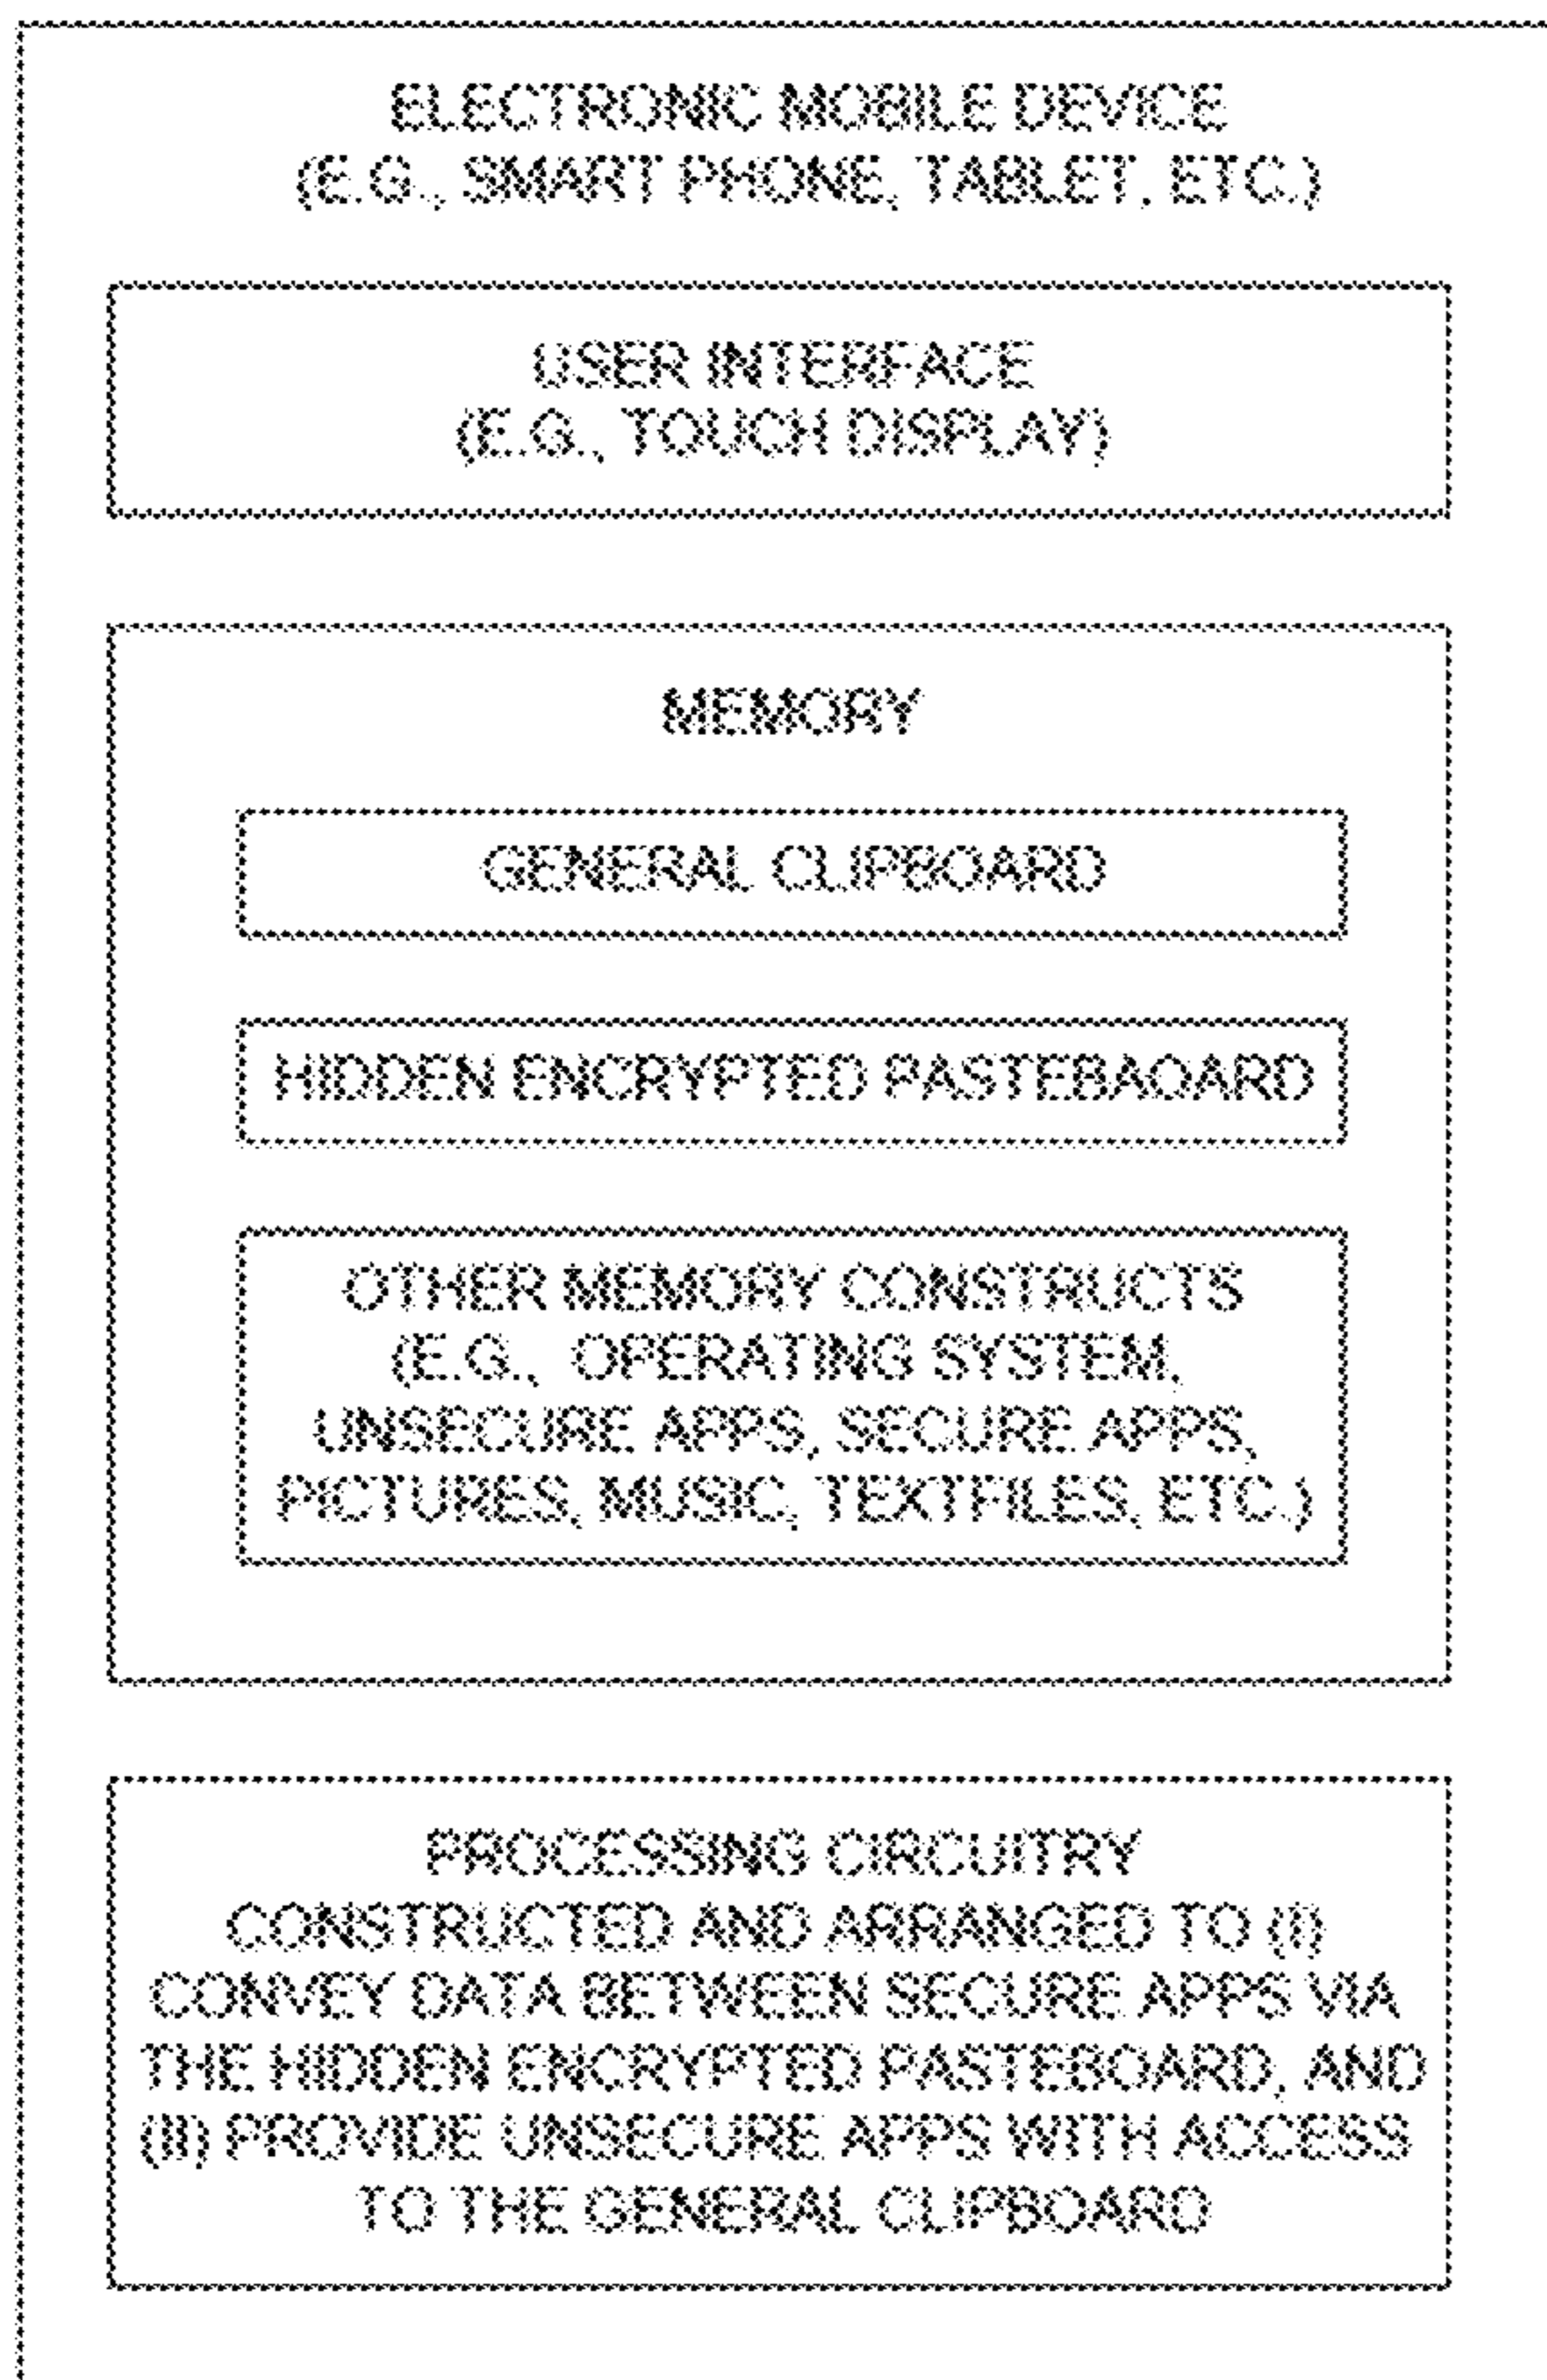 ELECTRONIC MOBILE DEVICE
(E.G., SMART PHONE, TABLET, ETC.)
USER INTERFACE
(E.G., TOUCH DISPLAY)
MEMORY
GENERAL CLIPBOARD
HIDDEN ENCRYPTED PASTEBAOARD
OTHER MEMORY CONSTRUCTS
(E.G., OPERATING SYSTEM,
UNSECURE APPS, SECURE APPS,
PICTURES, MUSIC, TEXTFILES, ETC.)
PROCESSING CIRCUITRY
CONSTRUCTED AND ARRANGED TO (I)
CONVEY DATA BETWEEN SECURE APPS VIA
THE HIDDEN ENCRYPTED PASTEBOARD, AND
(II) PROVIDE UNSECURE APPS WITH ACCESS
TO THE GENERAL CLIPBOARD